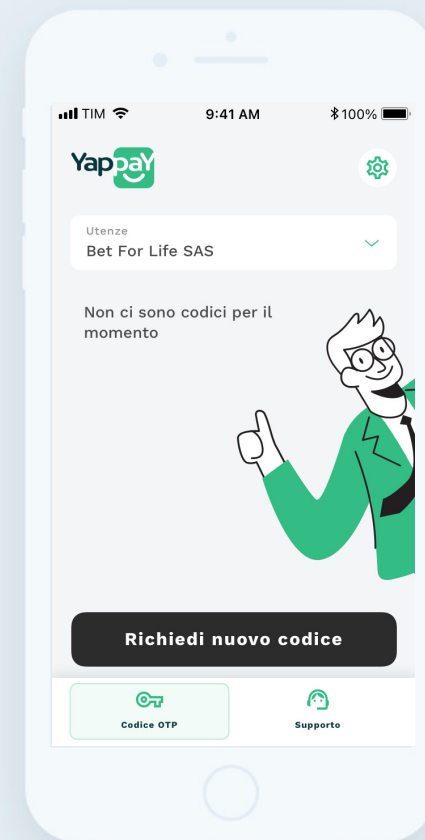 TIM 9:41 AM 100%
Yappay
Utenze
Bet For Life SAS
Non ci sono codici per il
momento
Richiedi nuovo codice
Codice OTP Supporto